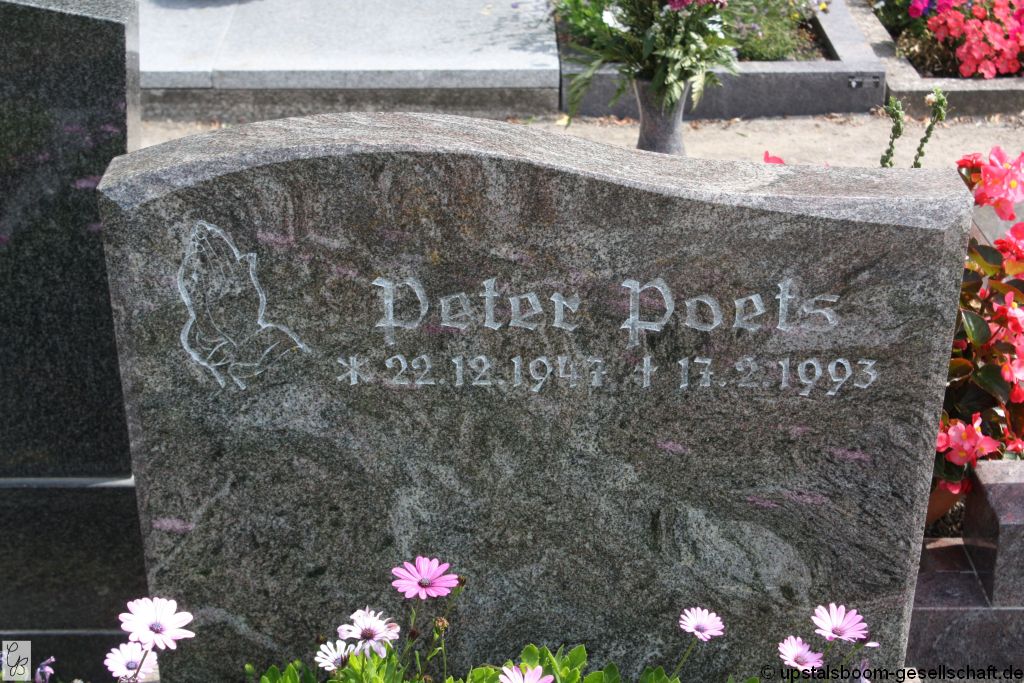 Peter Poets
* 22.12.1947 † 17.2.1993
© upstalsboom-gesellschaft.de